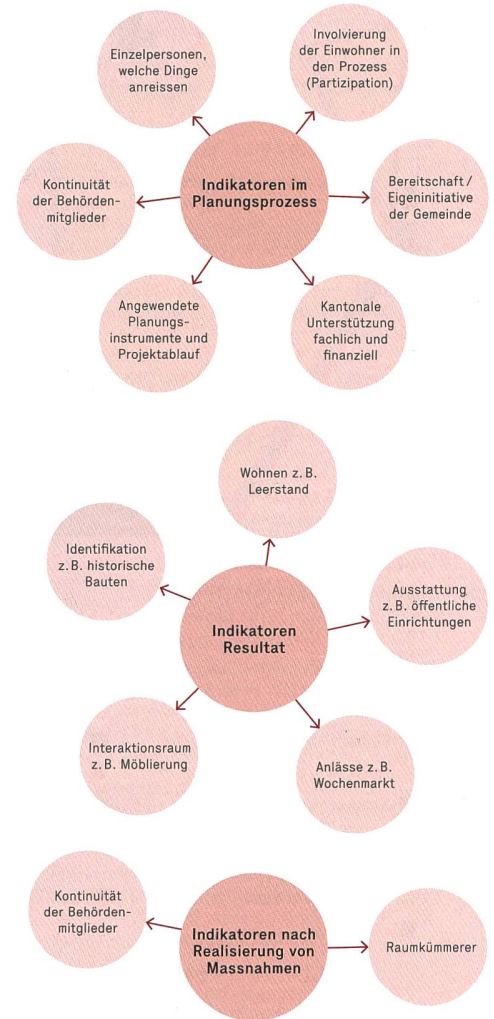 Einzelpersonen,
welche Dinge
anreissen
Involvierung
der Einwohner in
den Prozess
(Partizipation)
Kontinuität
der Behörden-
mitglieder
Indikatoren im
Planungsprozess
Bereitschaft /
Eigeninitiative
der Gemeinde
Angewendete
Planungs-
instrumente und
Projektablauf
Kantonale
Unterstützung
fachlich und
finanziell
Wohnen z. B.
Leerstand
Identifikation
z. B. historische
Bauten
Indikatoren
Resultat
Ausstattung
z. B. öffentliche
Einrichtungen
Interaktionsraum
z. B. Möblierung
Anlässe z. B.
Wochenmarkt
Kontinuität
der Behörden-
mitglieder
Indikatoren nach
Realisierung von
Massnahmen
Raumkümmerer